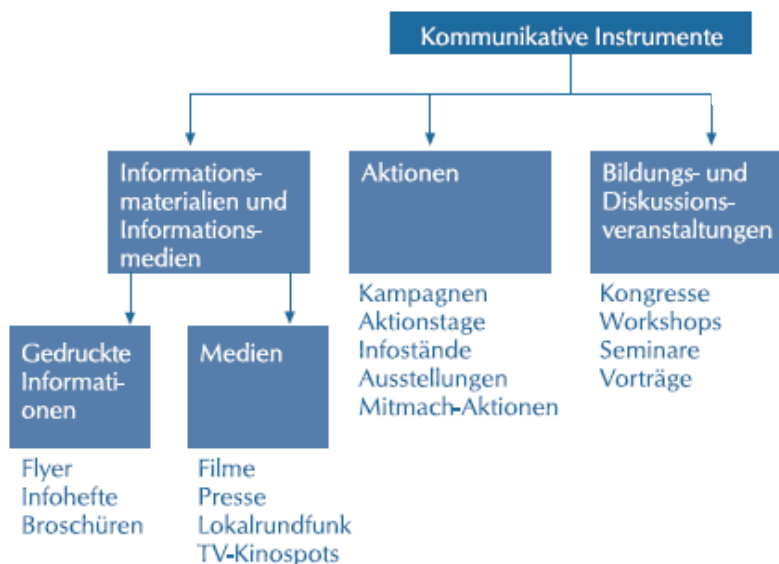 Kommunikative Instrumente
Informations-
materialien und
Informations-
medien
Aktionen
Kampagnen
Aktionstage
Infostände
Ausstellungen
Mitmach-Aktionen
Bildungs- und
Diskussions-
veranstaltungen
Kongresse
Workshops
Seminare
Vorträge
Gedruckte
Informati-
onen
Flyer
Infohefte
Broschüren
Medien
Filme
Presse
Lokalrundfunk
TV-Kinospots